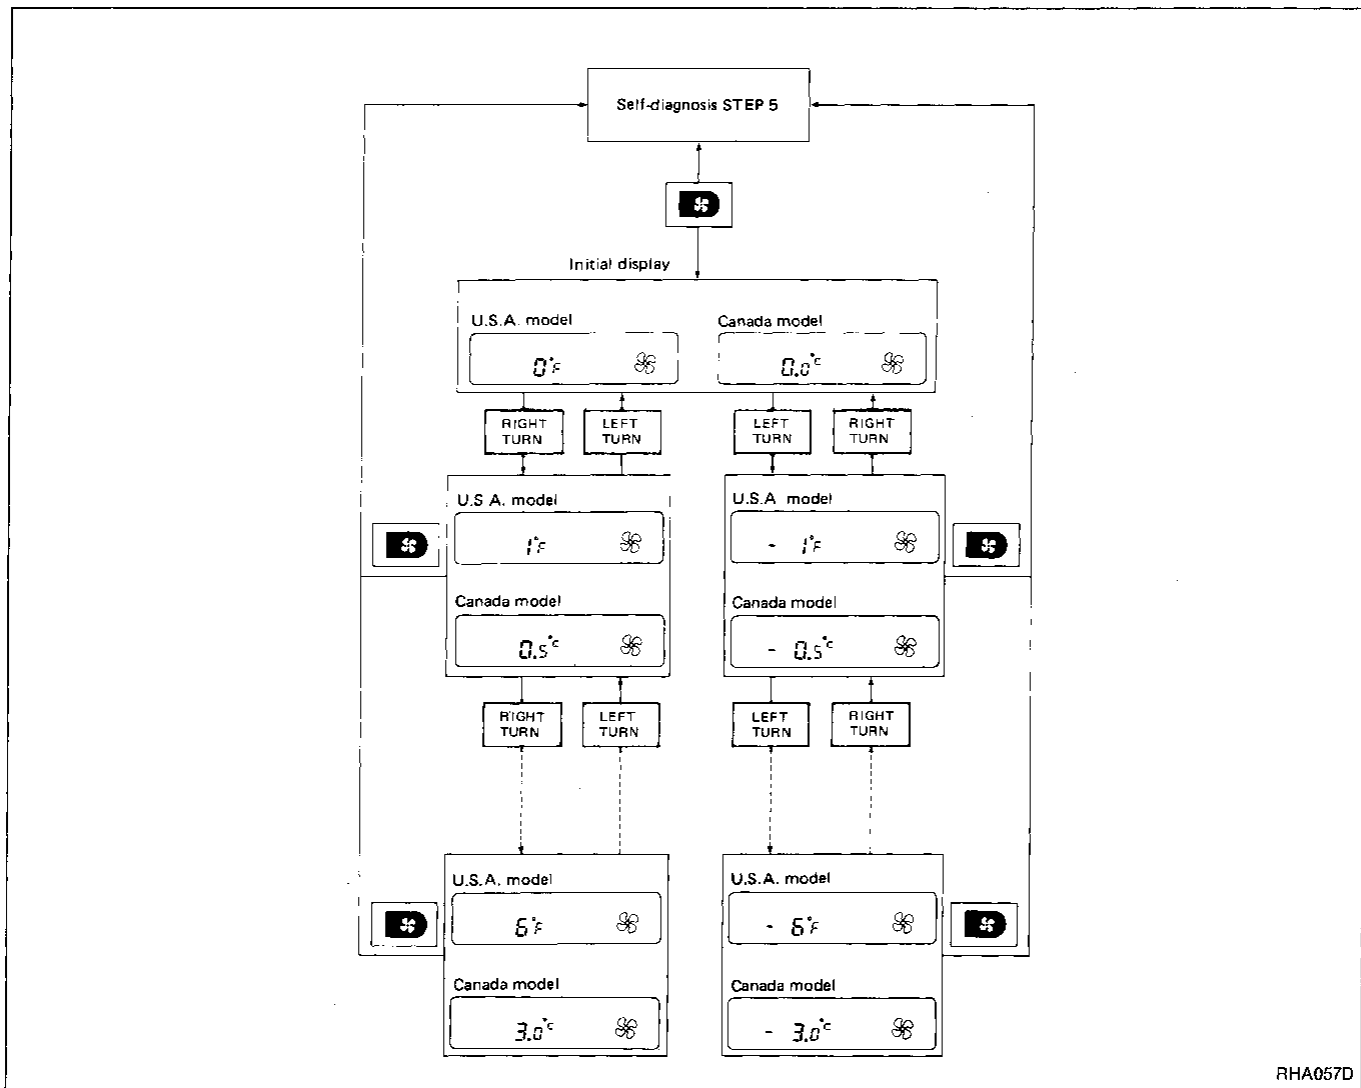 Self-diagnosis STEP 5
Initial display
U.S.A. model
Canada model
0°F
0.0°C
RIGHT TURN
LEFT TURN
LEFT TURN
RIGHT TURN
U.S A. model
U.S.A model
1°F
- 1°F
Canada model
Canada model
0.5°C
- 0.5°C
RIGHT TURN
LEFT TURN
LEFT TURN
RIGHT TURN
U.S.A. model
U.S.A. model
6°F
- 6°F
Canada model
Canada model
3.0°C
- 3.0°C
RHA057D